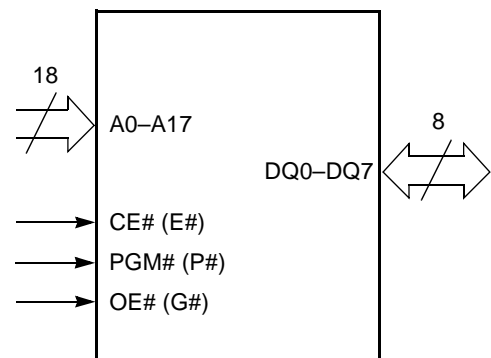 18
A0–A17
8
DQ0–DQ7
CE# (E#)
PGM# (P#)
OE# (G#)